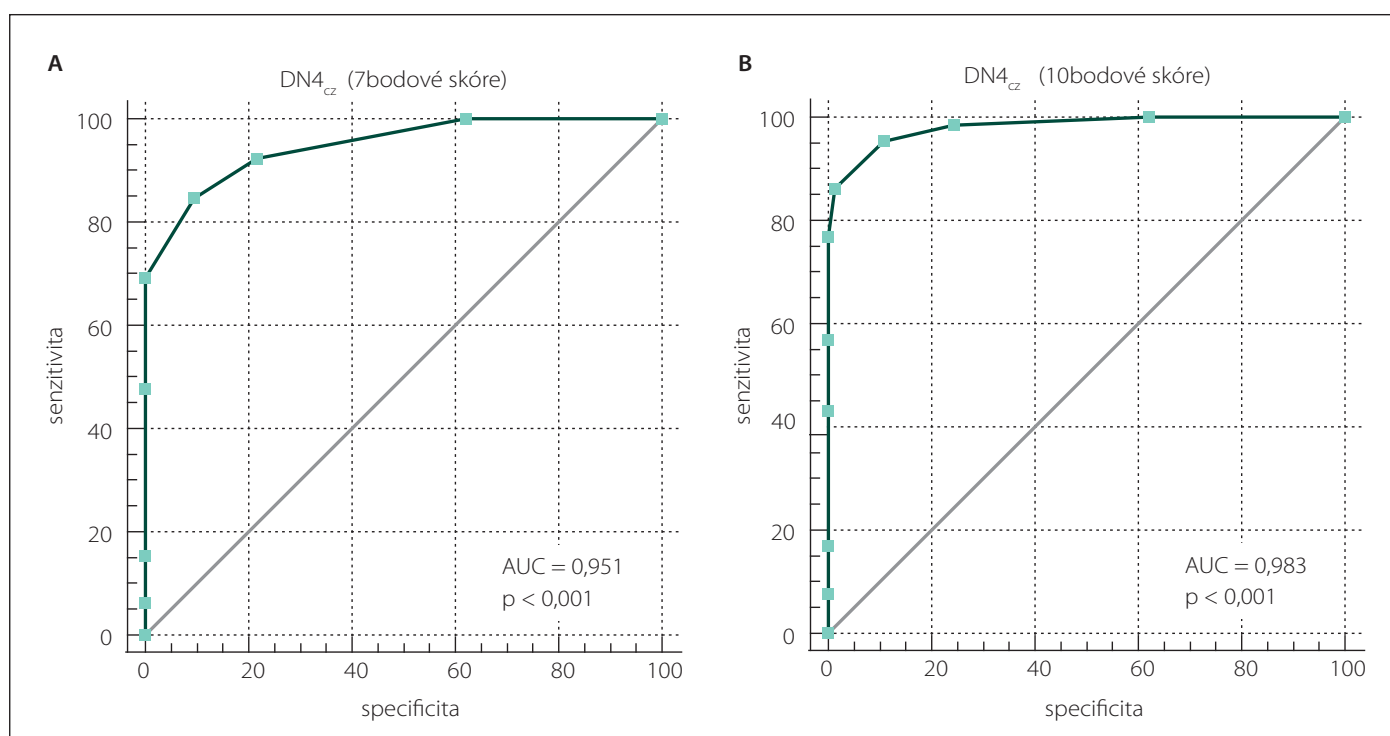 A
DN4cz (7bodové skóre)
100
80
60
40
20
0
senzitivita
0 20 40 60 80 100
specificita
AUC = 0,951
p < 0,001
B
DN4cz (10bodové skóre)
100
80
60
40
20
0
senzitivita
0 20 40 60 80 100
specificita
AUC = 0,983
p < 0,001